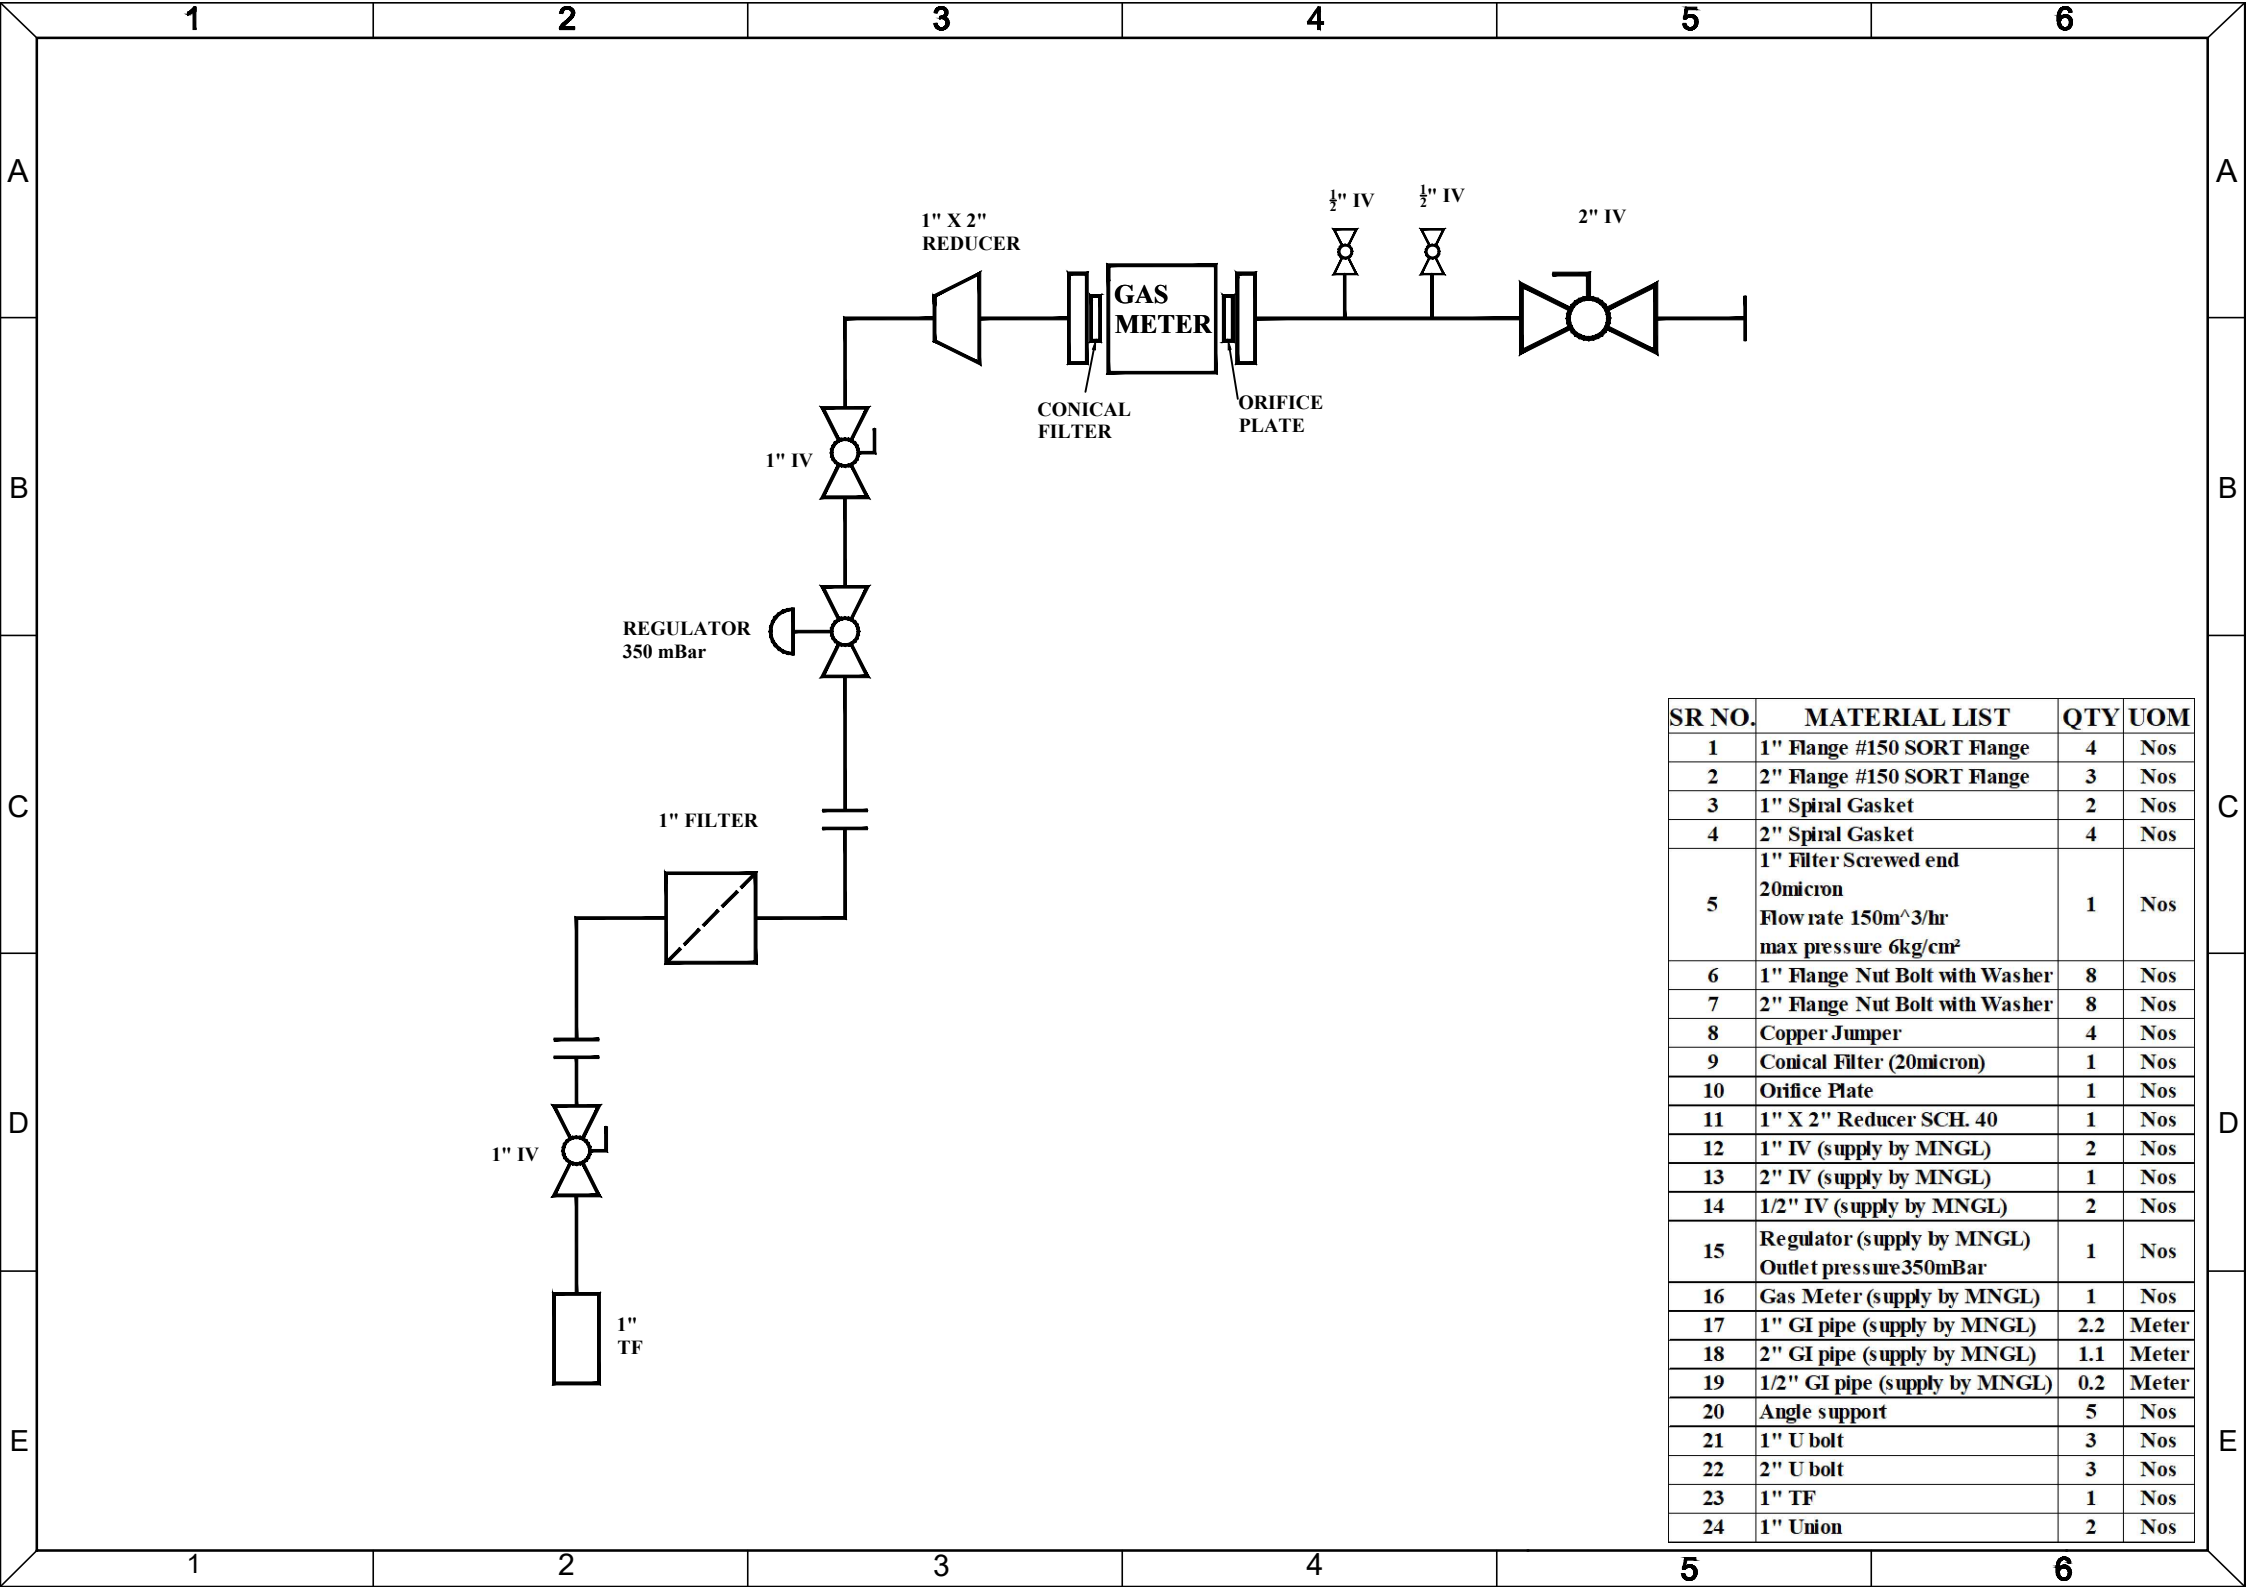 1 2 3 4 5 6
A A
½" IV ½" IV
2" IV
1" X 2"
REDUCER
GAS
METER
CONICAL
FILTER
ORIFICE
PLATE
1" IV
B B
REGULATOR
350 mBar
C C
1" FILTER
D D
1" IV
1"
TF
E E
SR NO. MATERIAL LIST QTY UOM
1 1" Flange #150 SORT Flange 4 Nos
2 2" Flange #150 SORT Flange 3 Nos
3 1" Spiral Gasket 2 Nos
4 2" Spiral Gasket 4 Nos
5 1" Filter Screwed end
20micron
Flow rate 150m^3/hr
max pressure 6kg/cm² 1 Nos
6 1" Flange Nut Bolt with Washer 8 Nos
7 2" Flange Nut Bolt with Washer 8 Nos
8 Copper Jumper 4 Nos
9 Conical Filter (20micron) 1 Nos
10 Orifice Plate 1 Nos
11 1" X 2" Reducer SCH. 40 1 Nos
12 1" IV (supply by MNGL) 2 Nos
13 2" IV (supply by MNGL) 1 Nos
14 1/2" IV (supply by MNGL) 2 Nos
15 Regulator (supply by MNGL)
Outlet pressure350mBar 1 Nos
16 Gas Meter (supply by MNGL) 1 Nos
17 1" GI pipe (supply by MNGL) 2.2 Meter
18 2" GI pipe (supply by MNGL) 1.1 Meter
19 1/2" GI pipe (supply by MNGL) 0.2 Meter
20 Angle support 5 Nos
21 1" U bolt 3 Nos
22 2" U bolt 3 Nos
23 1" TF 1 Nos
24 1" Union 2 Nos
1 2 3 4 5 6